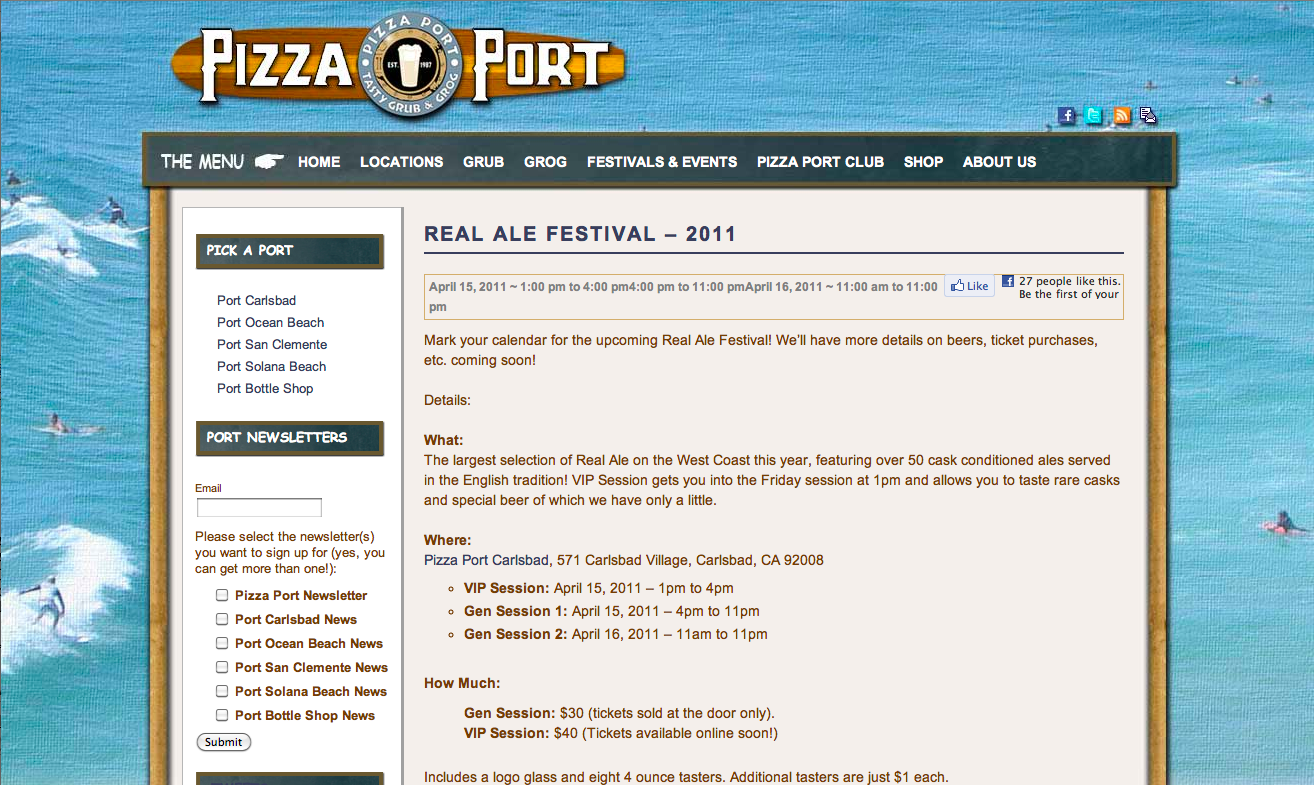 PIZZA PORT
PIZZA PORT
EST. 1987
TASTY GRUB & GROG
THE MENU
HOME LOCATIONS GRUB GROG FESTIVALS & EVENTS PIZZA PORT CLUB SHOP ABOUT US
PICK A PORT
Port Carlsbad
Port Ocean Beach
Port San Clemente
Port Solana Beach
Port Bottle Shop
PORT NEWSLETTERS
Email
Please select the newsletter(s)
you want to sign up for (yes, you
can get more than one!):
Pizza Port Newsletter
Port Carlsbad News
Port Ocean Beach News
Port San Clemente News
Port Solana Beach News
Port Bottle Shop News
Submit
REAL ALE FESTIVAL – 2011
April 15, 2011 ~ 1:00 pm to 4:00 pm4:00 pm to 11:00 pmApril 16, 2011 ~ 11:00 am to 11:00
pm
Like
27 people like this.
Be the first of your
Mark your calendar for the upcoming Real Ale Festival! We'll have more details on beers, ticket purchases,
etc. coming soon!
Details:
What:
The largest selection of Real Ale on the West Coast this year, featuring over 50 cask conditioned ales served
in the English tradition! VIP Session gets you into the Friday session at 1pm and allows you to taste rare casks
and special beer of which we have only a little.
Where:
Pizza Port Carlsbad, 571 Carlsbad Village, Carlsbad, CA 92008
VIP Session: April 15, 2011 – 1pm to 4pm
Gen Session 1: April 15, 2011 – 4pm to 11pm
Gen Session 2: April 16, 2011 – 11am to 11pm
How Much:
Gen Session: $30 (tickets sold at the door only).
VIP Session: $40 (Tickets available online soon!)
Includes a logo glass and eight 4 ounce tasters. Additional tasters are just $1 each.